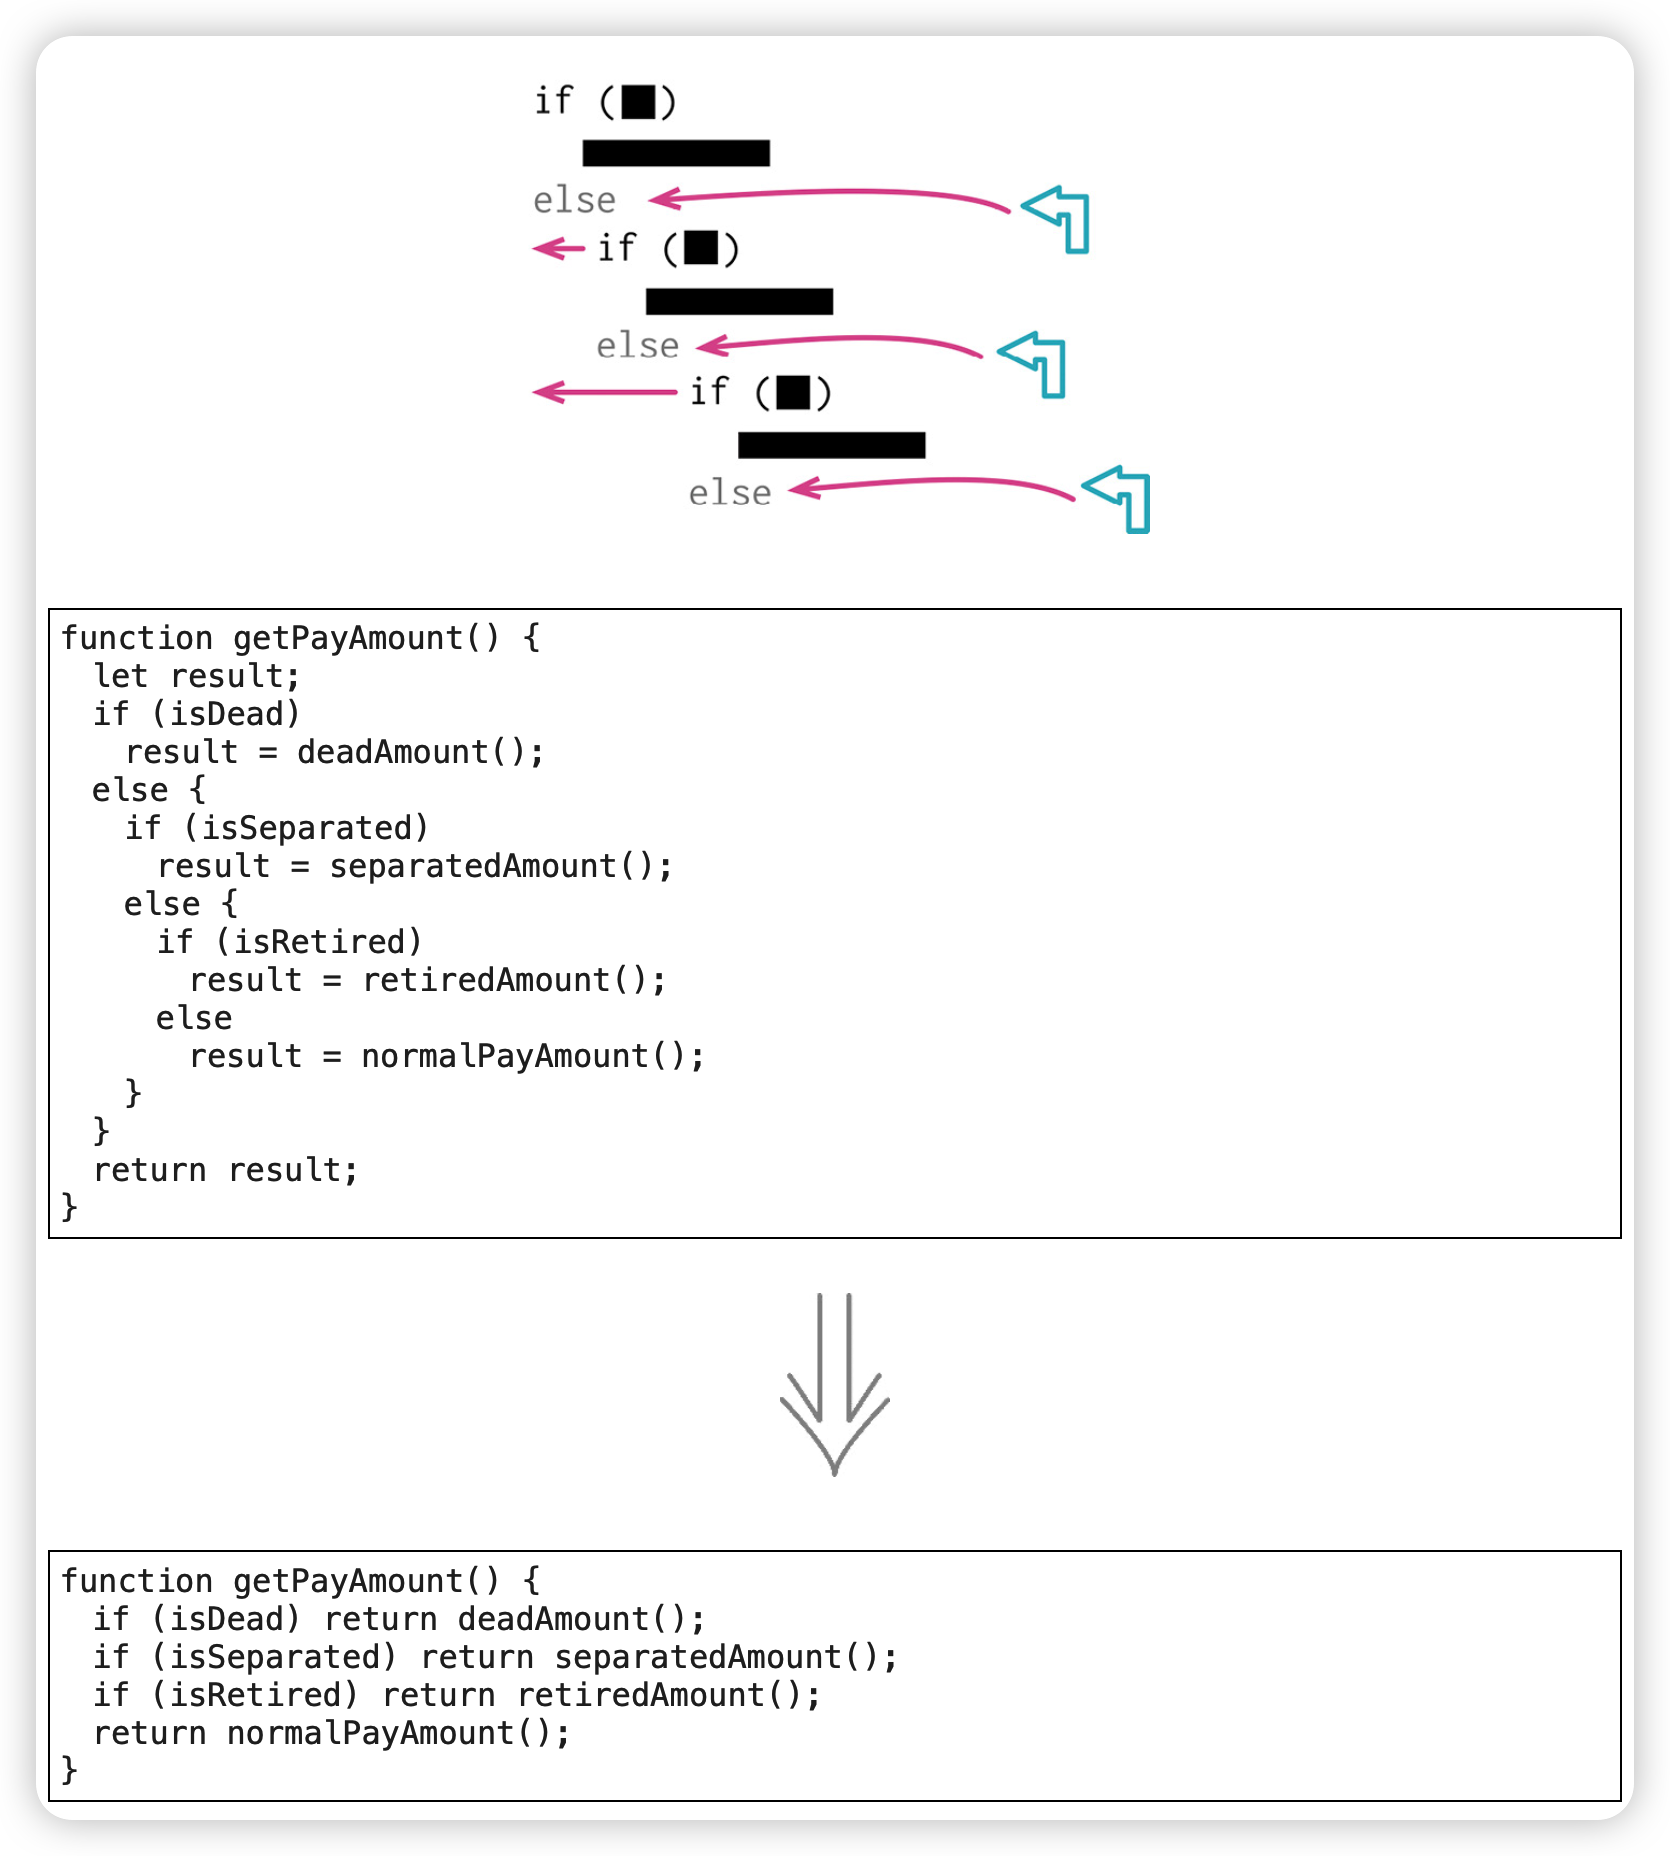 if (■)
else
if (■)
else
if (■)
else
function getPayAmount() {
  let result;
  if (isDead)
    result = deadAmount();
  else {
    if (isSeparated)
      result = separatedAmount();
    else {
      if (isRetired)
        result = retiredAmount();
      else
        result = normalPayAmount();
    }
  }
  return result;
}
function getPayAmount() {
  if (isDead) return deadAmount();
  if (isSeparated) return separatedAmount();
  if (isRetired) return retiredAmount();
  return normalPayAmount();
}